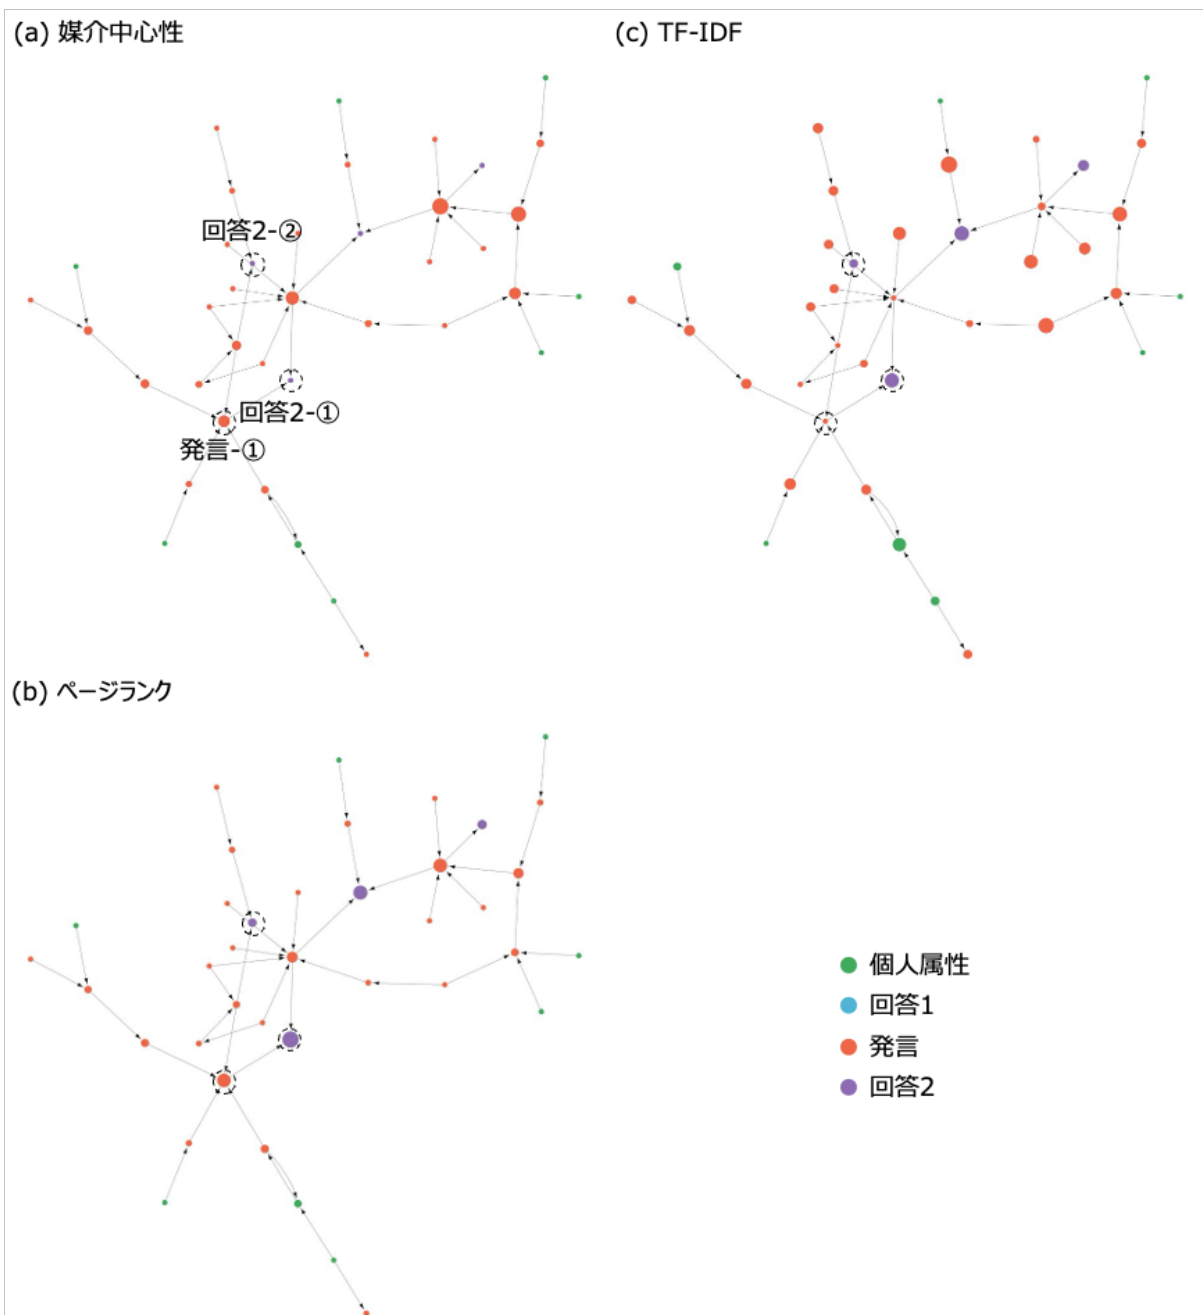 (a) 媒介中心性
(c) TF-IDF
回答2-②
回答2-①
発言-①
(b) ページランク
個人属性
回答1
発言
回答2